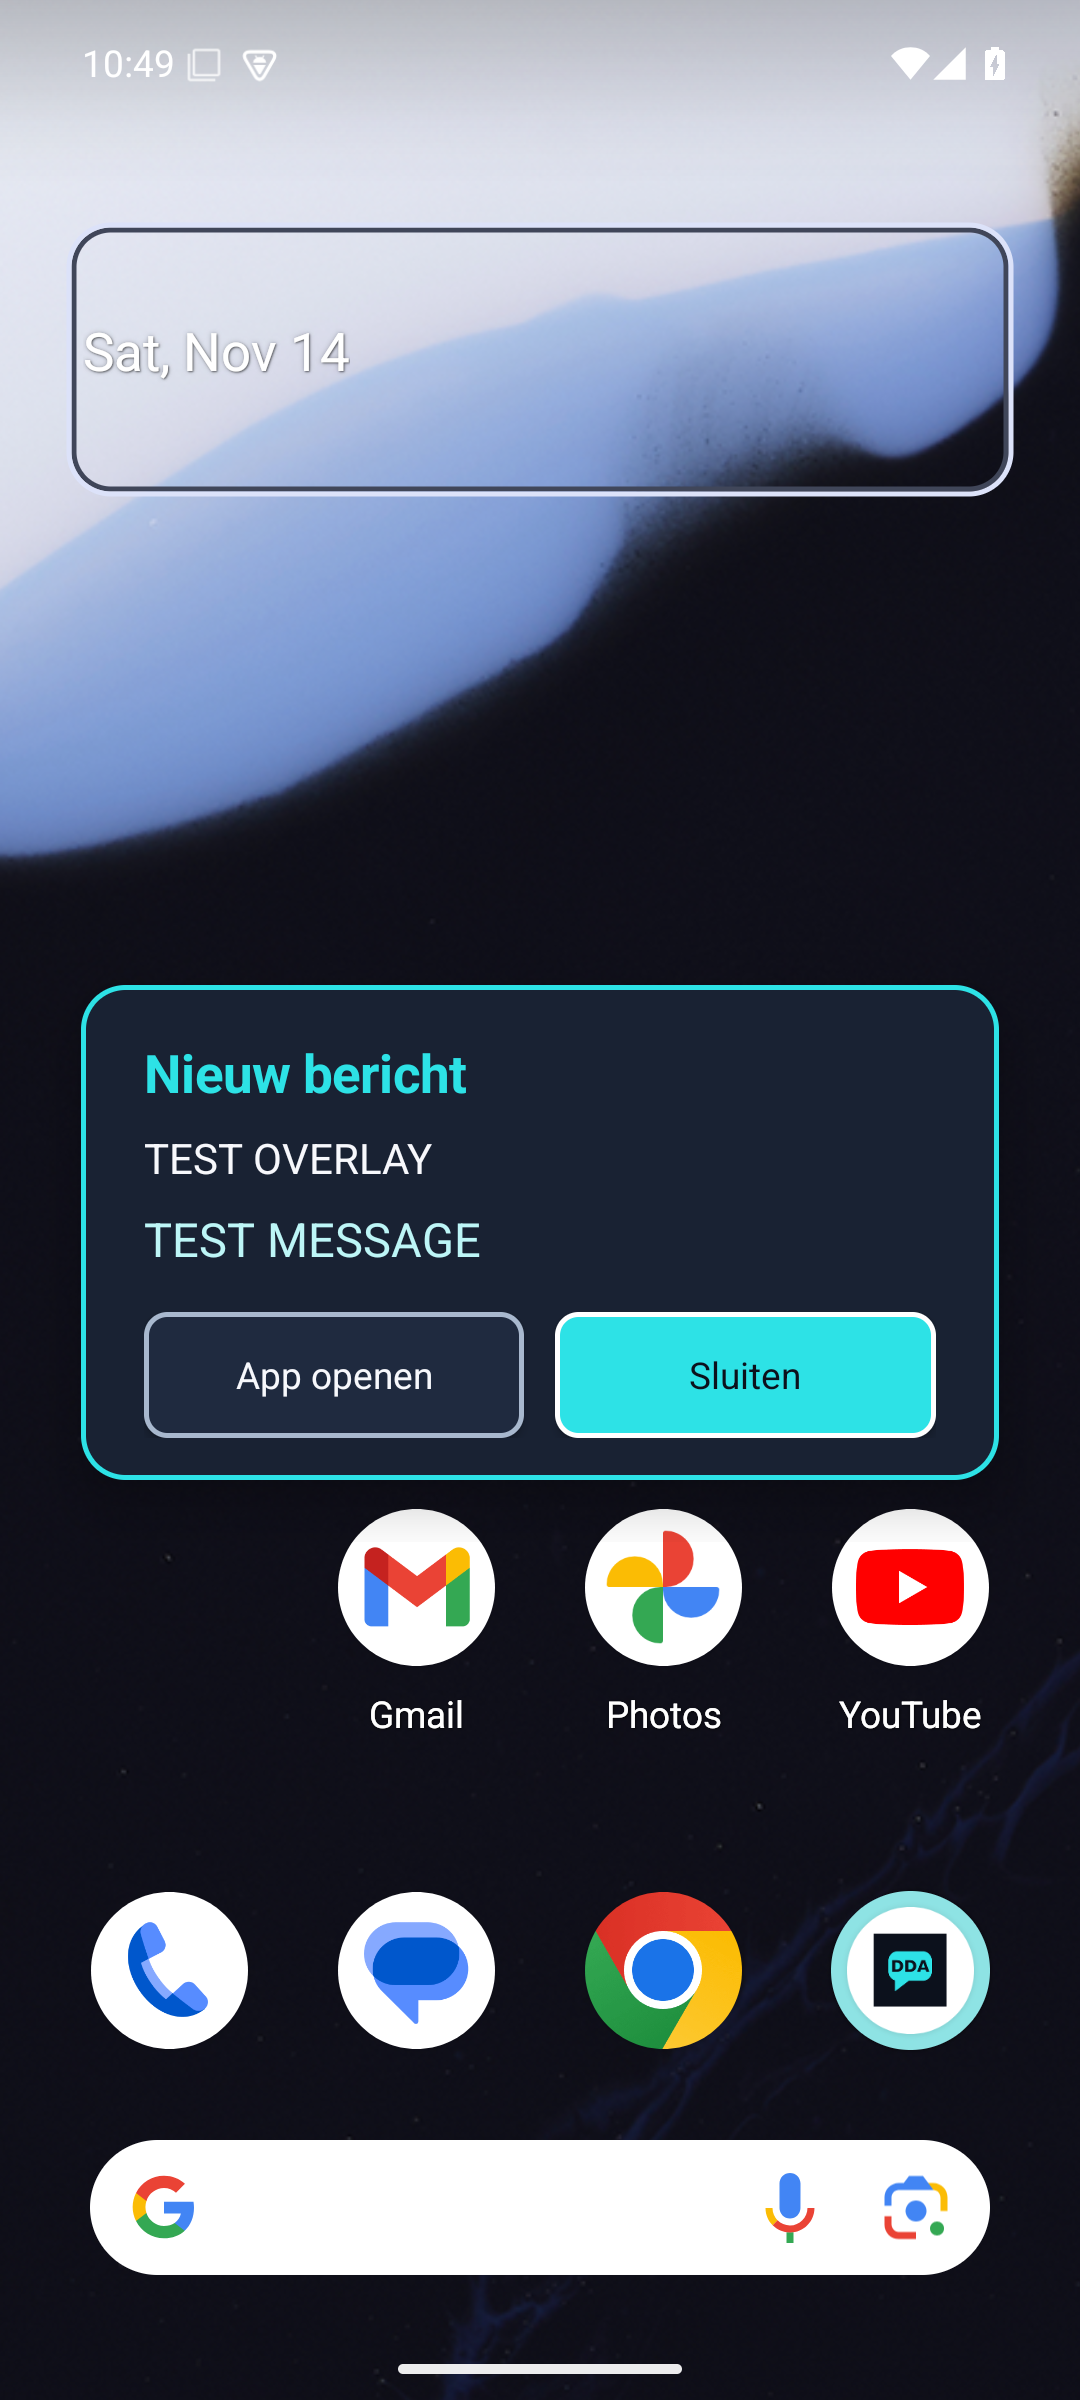 10:49
Sat, Nov 14
Nieuw bericht
TEST OVERLAY
TEST MESSAGE
App openen
Sluiten
Gmail
Photos
YouTube
DDA